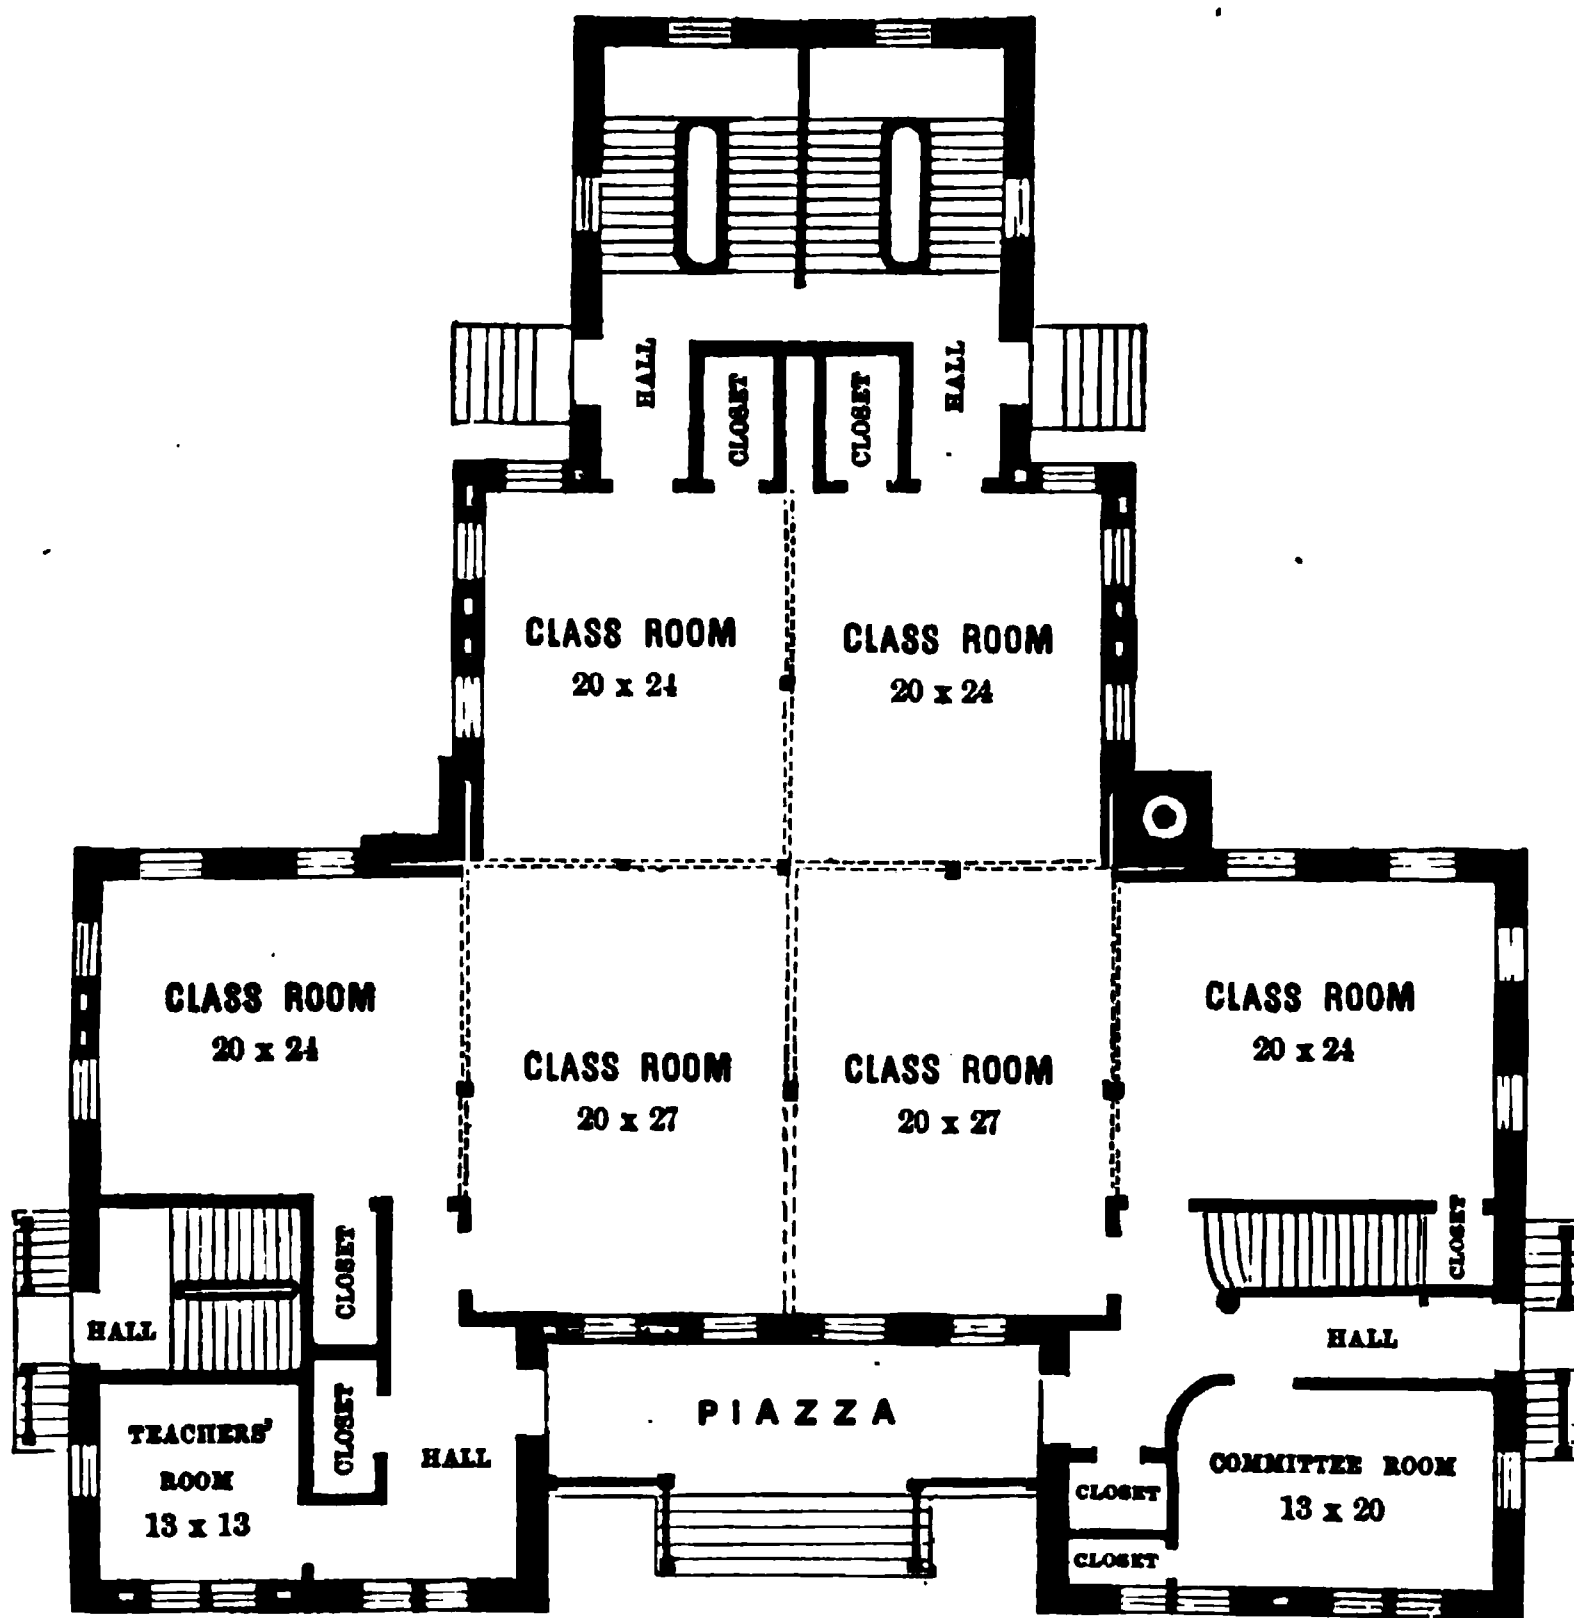 HALL
CLOSET
CLOSET
HALL
CLASS ROOM
20 x 24
CLASS ROOM
20 x 24
CLASS ROOM
20 x 24
CLASS ROOM
20 x 27
CLASS ROOM
20 x 27
CLASS ROOM
20 x 24
CLOSET
CLOSET
HALL
HALL
CLOSET
TEACHERS'
ROOM
13 x 13
HALL
PIAZZA
COMMITTEE ROOM
13 x 20
CLOSET
CLOSET